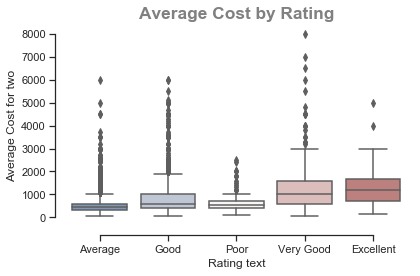 Average Cost by Rating
Average Cost for two
8000
7000
6000
5000
4000
3000
2000
1000
0
Average Good Poor Very Good Excellent
Rating text